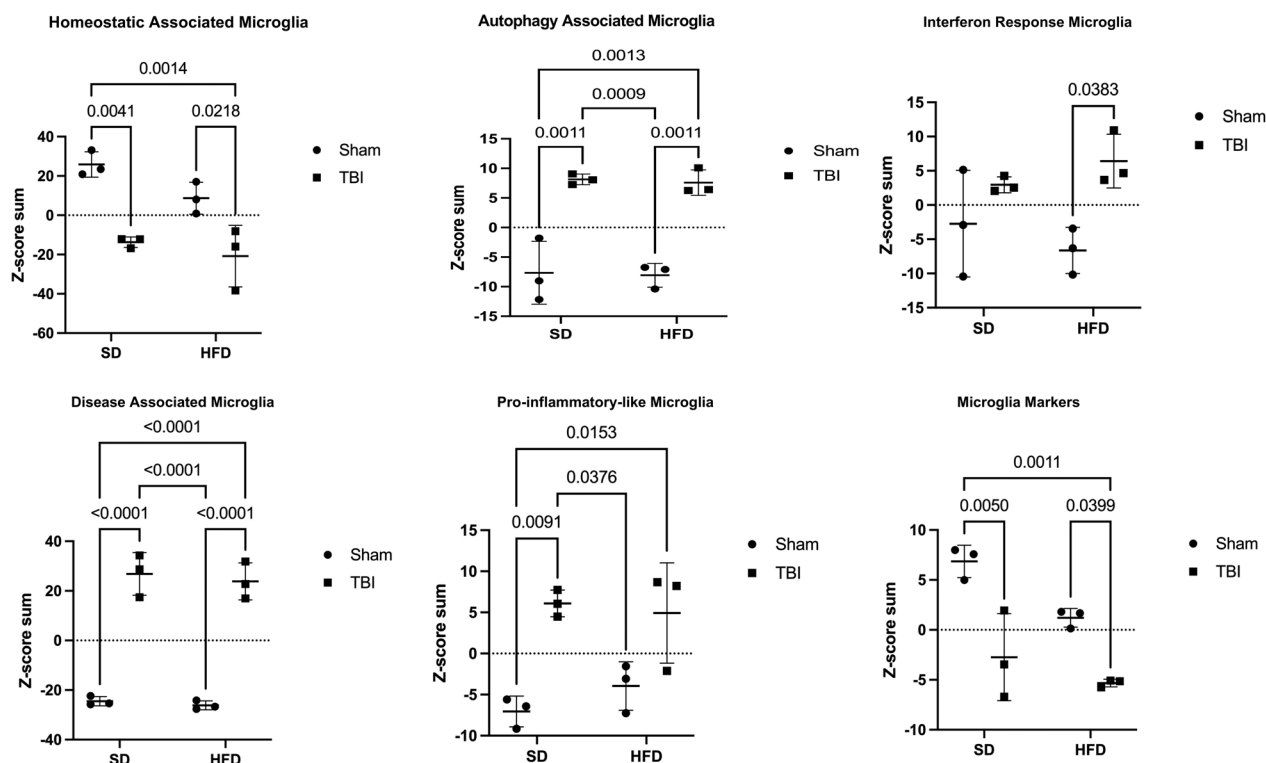 Homeostatic Associated Microglia
0.0014
0.0041
0.0218
40
20
0
-20
-40
-60
Z-score sum
SD
HFD
Sham
TBI
Autophagy Associated Microglia
0.0013
0.0009
0.0011
0.0011
15
10
5
0
-5
-10
-15
Z-score sum
SD
HFD
Sham
TBI
Interferon Response Microglia
0.0383
15
10
5
0
-5
-10
-15
Z-score sum
SD
HFD
Sham
TBI
Disease Associated Microglia
<0.0001
<0.0001
<0.0001
<0.0001
40
20
0
-20
-40
Z-score sum
SD
HFD
Sham
TBI
Pro-inflammatory-like Microglia
0.0153
0.0376
0.0091
15
10
5
0
-5
-10
Z-score sum
SD
HFD
Sham
TBI
Microglia Markers
0.0011
0.0050
0.0399
10
5
0
-5
-10
Z-score sum
SD
HFD
Sham
TBI